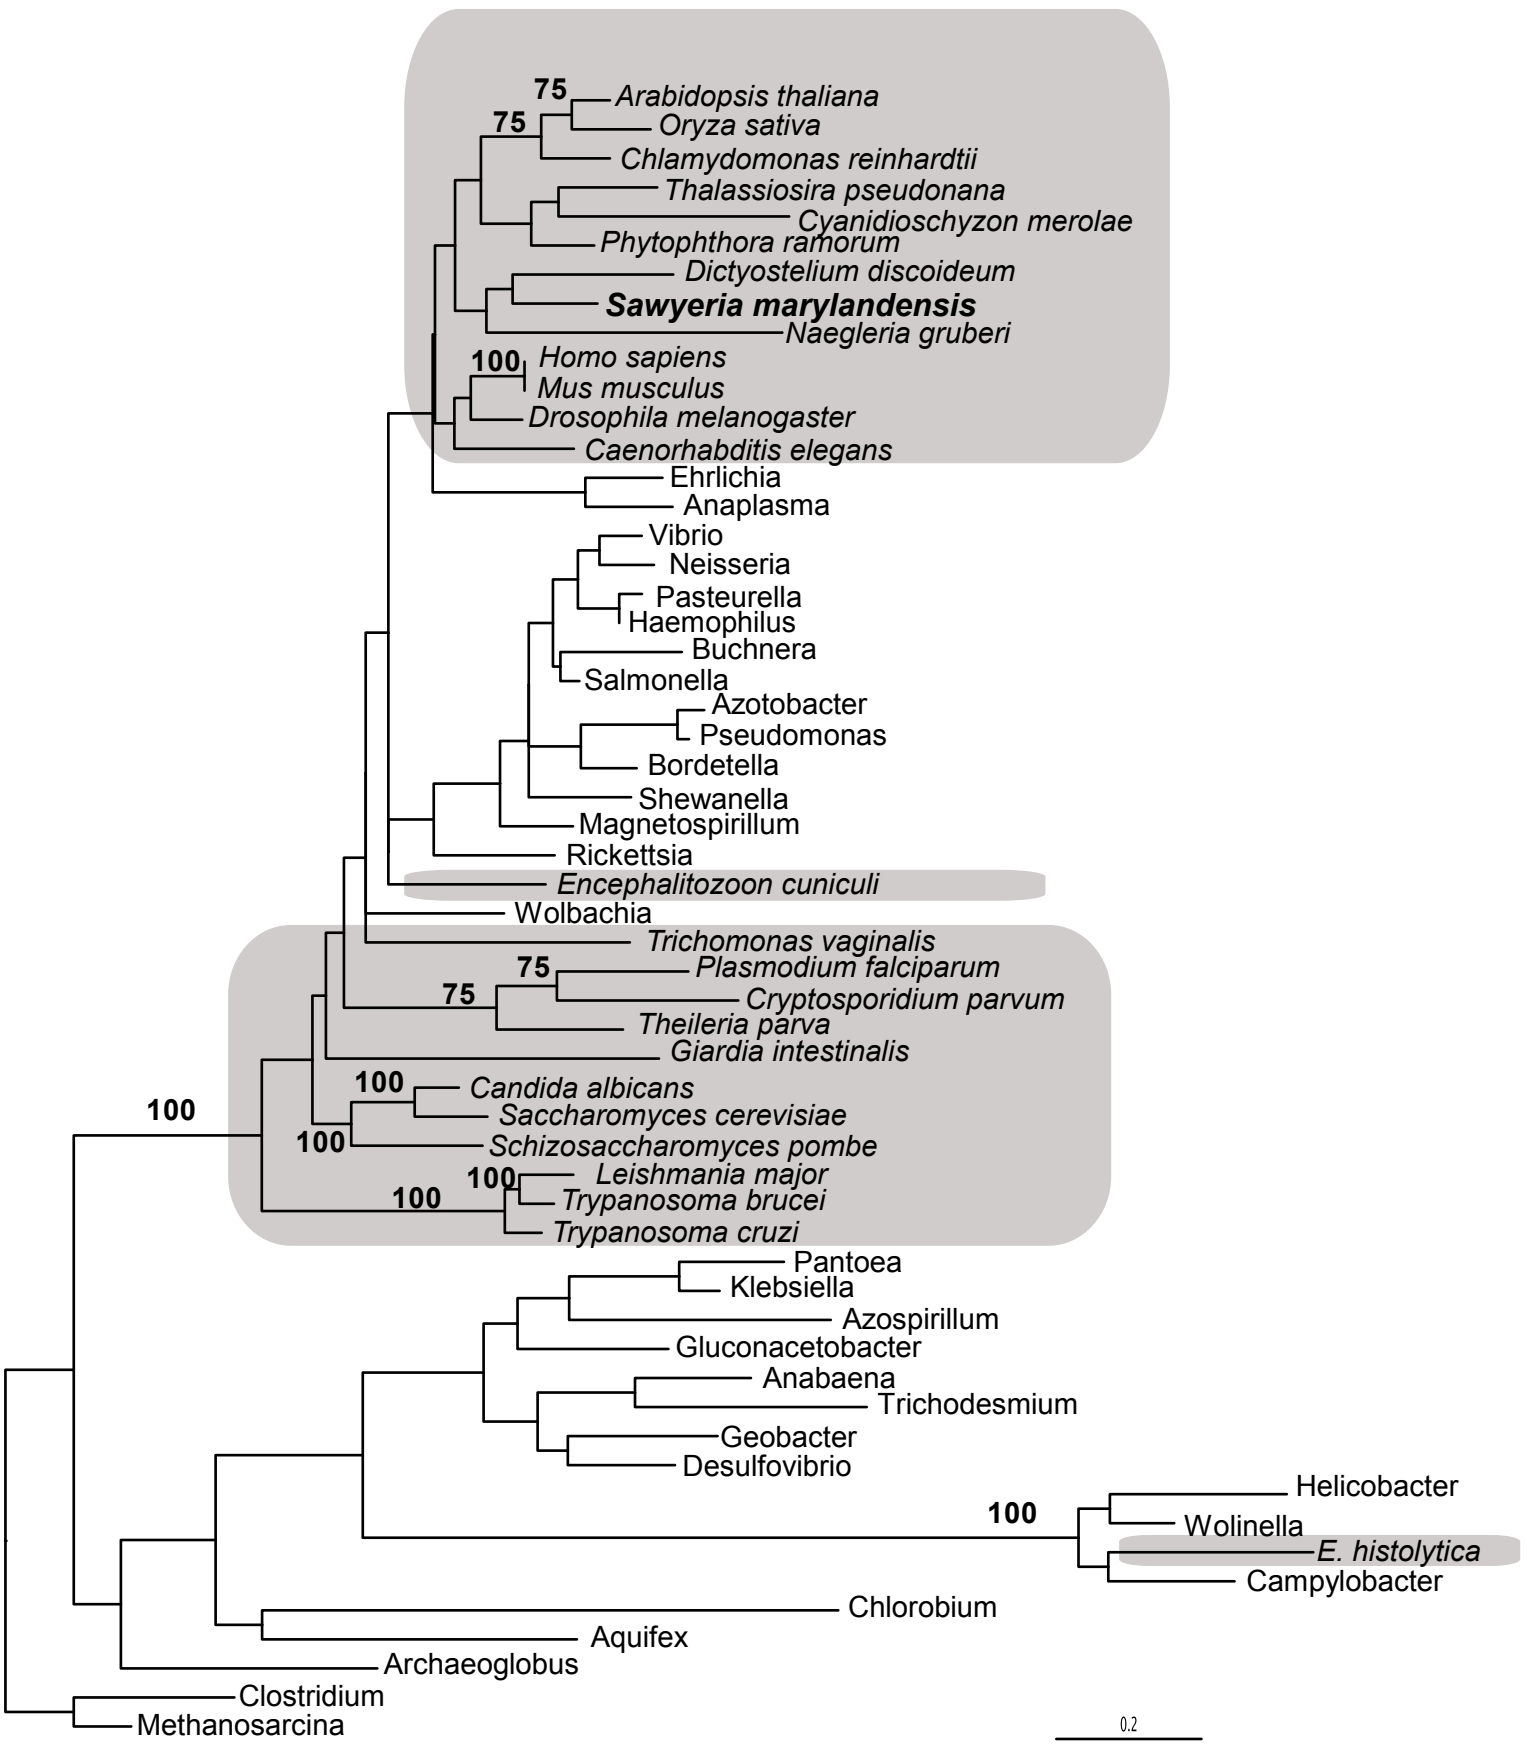 75
Arabidopsis thaliana
75
Oryza sativa
Chlamydomonas reinhardtii
Thalassiosira pseudonana
Cyanidioschyzon merolae
Phytophthora ramorum
Dictyostelium discoideum
Sawyeria marylandensis
Naegleria gruberi
100
Homo sapiens
Mus musculus
Drosophila melanogaster
Caenorhabditis elegans
Ehrlichia
Anaplasma
Vibrio
Neisseria
Pasteurella
Haemophilus
Buchnera
Salmonella
Azotobacter
Pseudomonas
Bordetella
Shewanella
Magnetospirillum
Rickettsia
Encephalitozoon cuniculi
Wolbachia
Trichomonas vaginalis
75
Plasmodium falciparum
75
Cryptosporidium parvum
Theileria parva
Giardia intestinalis
100
Candida albicans
100
Saccharomyces cerevisiae
100
Schizosaccharomyces pombe
100
Leishmania major
100
Trypanosoma brucei
Trypanosoma cruzi
Pantoea
Klebsiella
Azospirillum
Gluconacetobacter
Anabaena
Trichodesmium
Geobacter
Desulfovibrio
Helicobacter
100
Wolinella
E. histolytica
Campylobacter
Chlorobium
Aquifex
Archaeoglobus
Clostridium
Methanosarcina
0.2